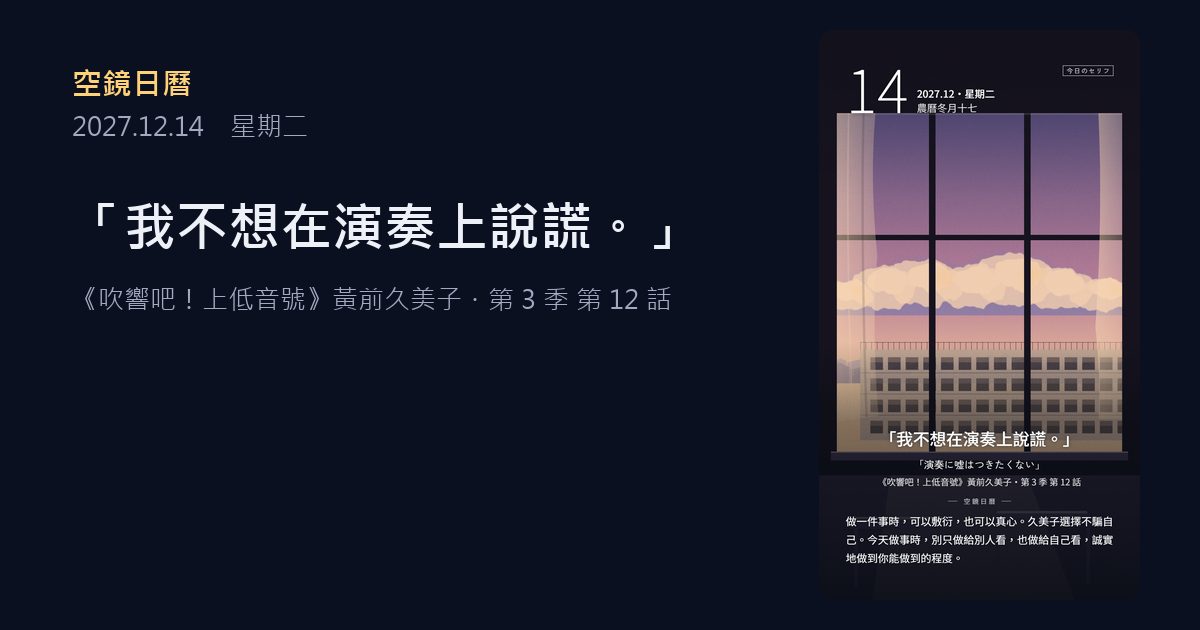 空鏡日曆
2027.12.14 星期二
「我不想在演奏上說謊。」
《吹響吧！上低音號》黃前久美子・第 3 季 第 12 話
今日のセリフ
14
2027.12・星期二
農曆冬月十七
「我不想在演奏上說謊。」
「演奏に嘘はつきたくない」
《吹響吧！上低音號》黃前久美子・第 3 季 第 12 話
— 空鏡日曆 —
做一件事時，可以敷衍，也可以真心。久美子選擇不騙自
己。今天做事時，別只做給別人看，也做給自己看，誠實
地做到你能做到的程度。